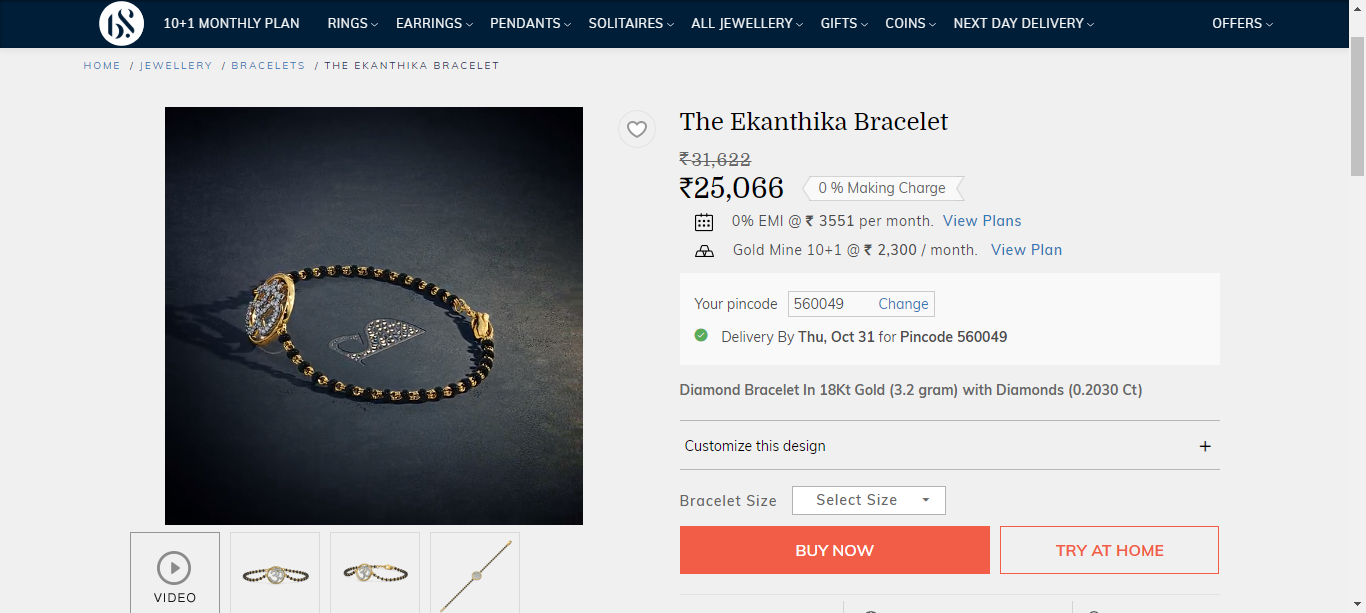 10+1 MONTHLY PLAN RINGS EARRINGS PENDANTS SOLITAIRES ALL JEWELLERY GIFTS COINS NEXT DAY DELIVERY OFFERS
HOME / JEWELLERY / BRACELETS / THE EKANTHIKA BRACELET
The Ekanthika Bracelet
₹31,622
₹25,066 0 % Making Charge
0% EMI @ ₹ 3551 per month. View Plans
Gold Mine 10+1 @ ₹ 2,300 / month. View Plan
Your pincode 560049 Change
Delivery By Thu, Oct 31 for Pincode 560049
Diamond Bracelet In 18Kt Gold (3.2 gram) with Diamonds (0.2030 Ct)
Customize this design +
Bracelet Size Select Size
BUY NOW TRY AT HOME
VIDEO